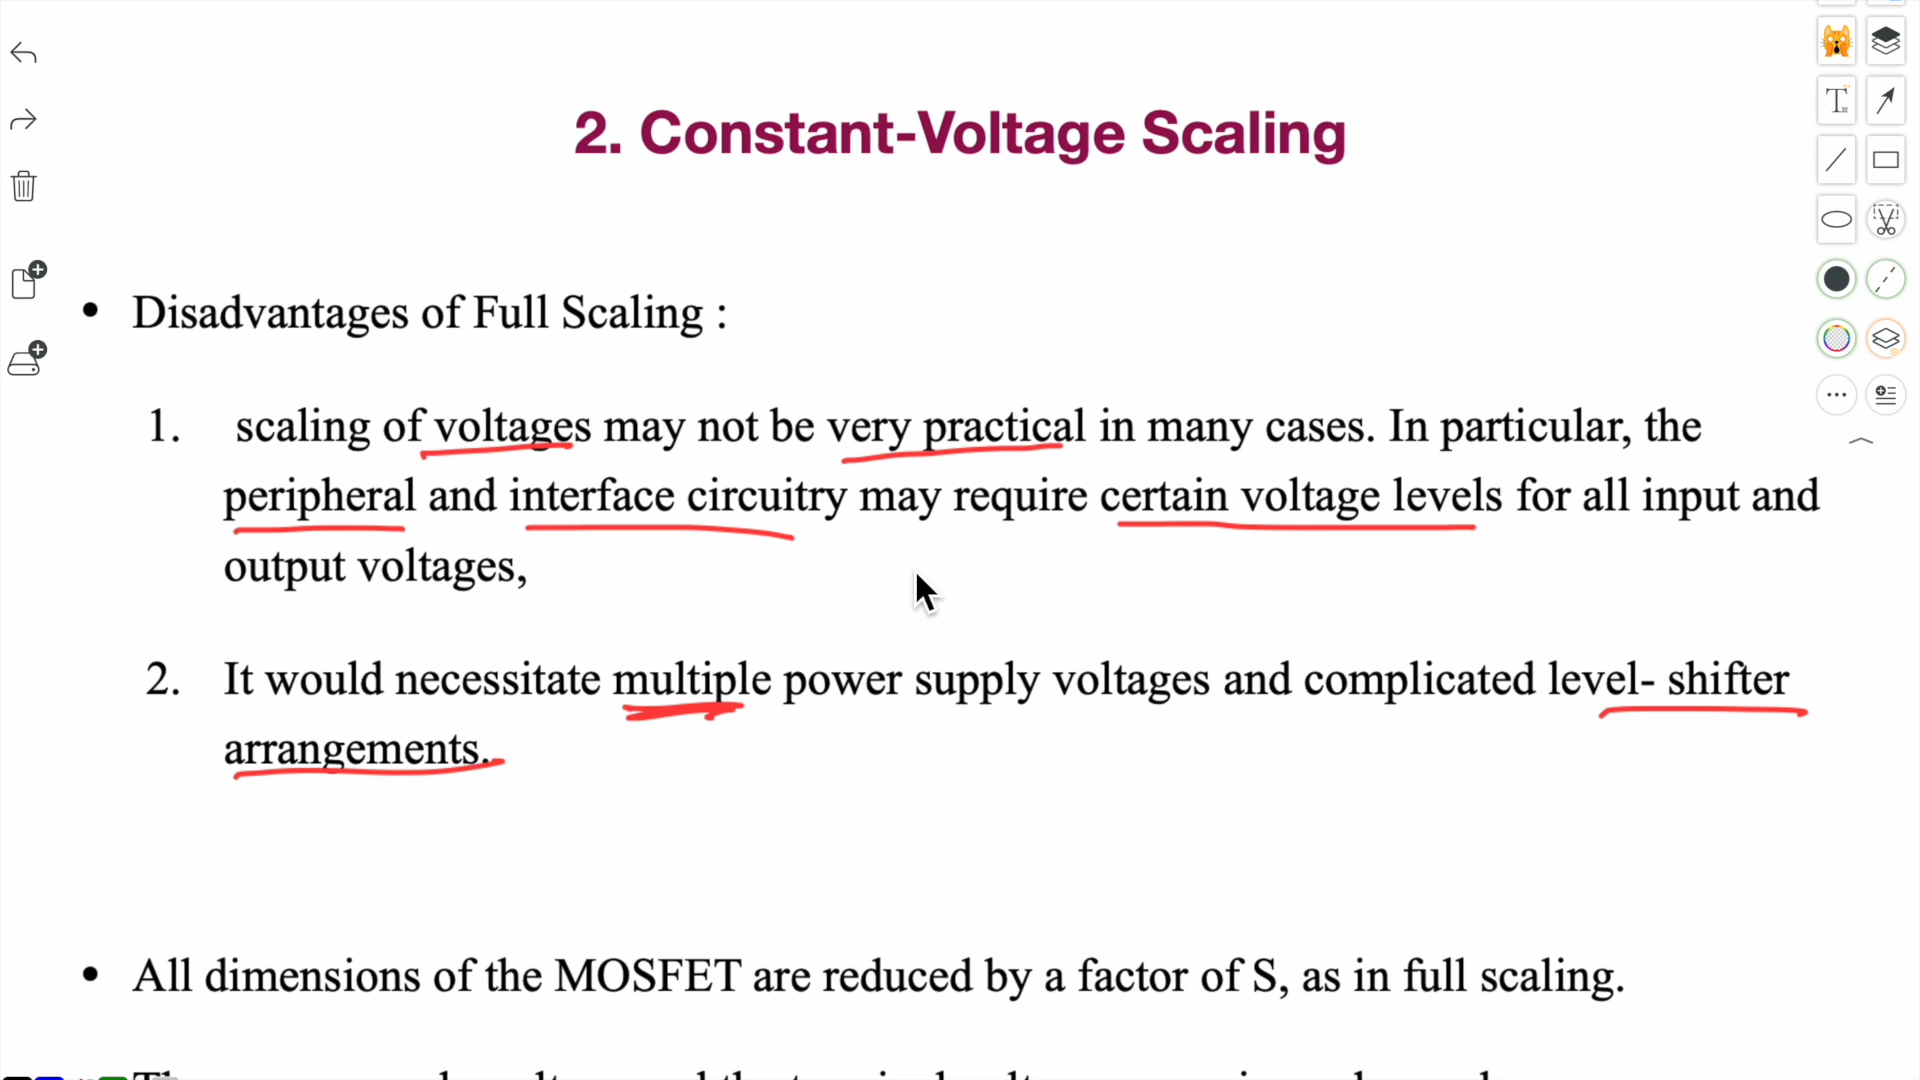 2. Constant-Voltage Scaling
• Disadvantages of Full Scaling :
1. scaling of voltages may not be very practical in many cases. In particular, the
peripheral and interface circuitry may require certain voltage levels for all input and
output voltages,
2. It would necessitate multiple power supply voltages and complicated level- shifter
arrangements..
• All dimensions of the MOSFET are reduced by a factor of S, as in full scaling.